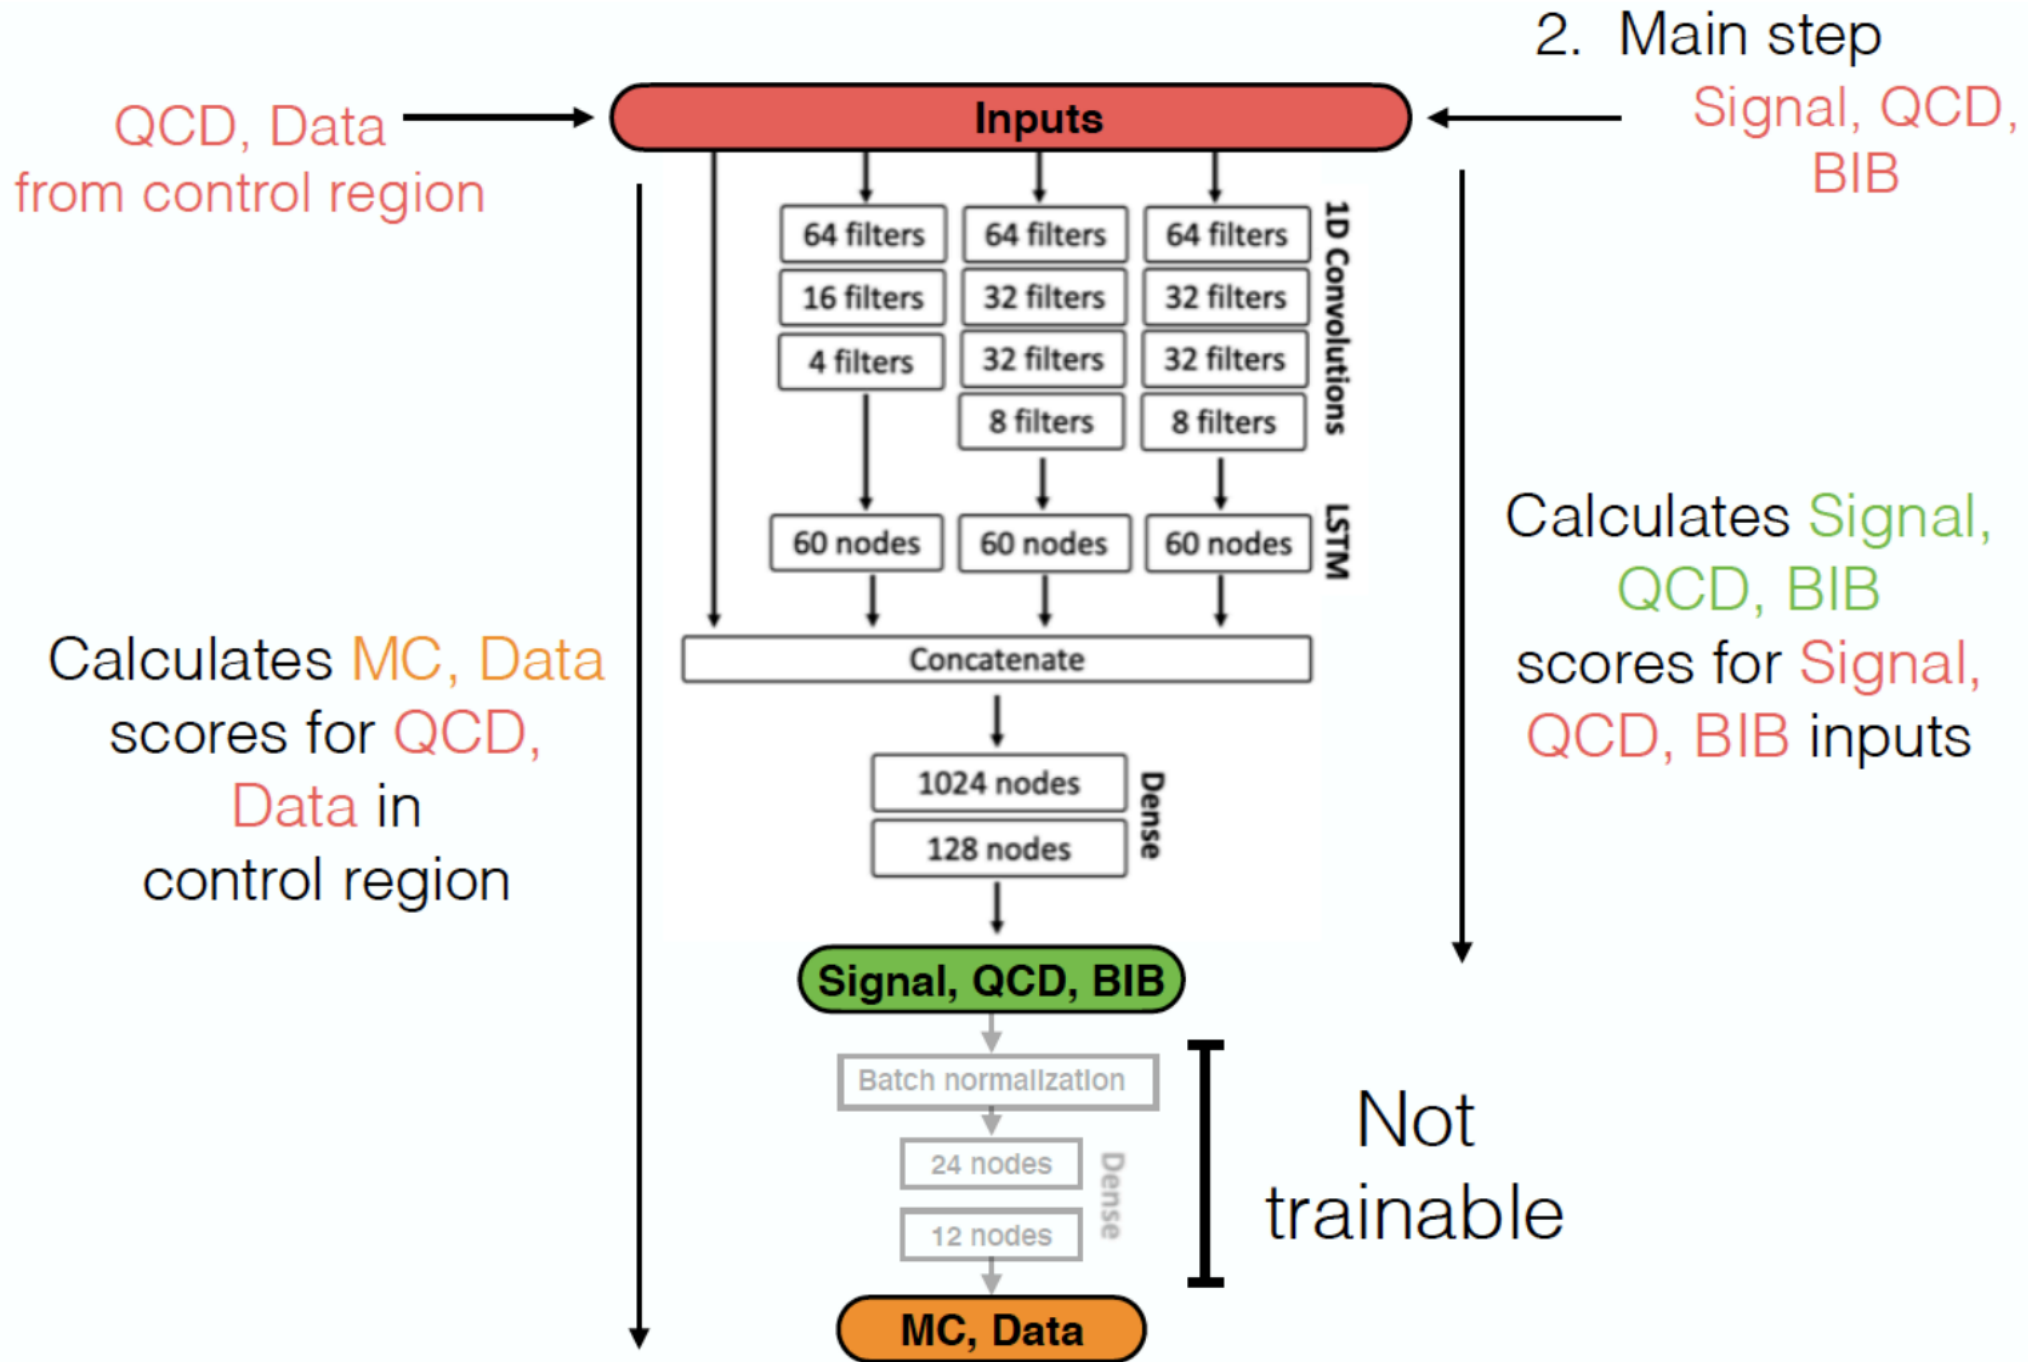 2. Main step
Signal, QCD,
BIB
QCD, Data
from control region
Inputs
64 filters
16 filters
4 filters
64 filters
32 filters
32 filters
8 filters
64 filters
32 filters
32 filters
8 filters
1D Convolutions
60 nodes
60 nodes
60 nodes
LSTM
Concatenate
1024 nodes
128 nodes
Dense
Calculates MC, Data
scores for QCD,
Data in
control region
Calculates Signal,
QCD, BIB
scores for Signal,
QCD, BIB inputs
Signal, QCD, BIB
Batch normalization
24 nodes
12 nodes
Dense
Not
trainable
MC, Data